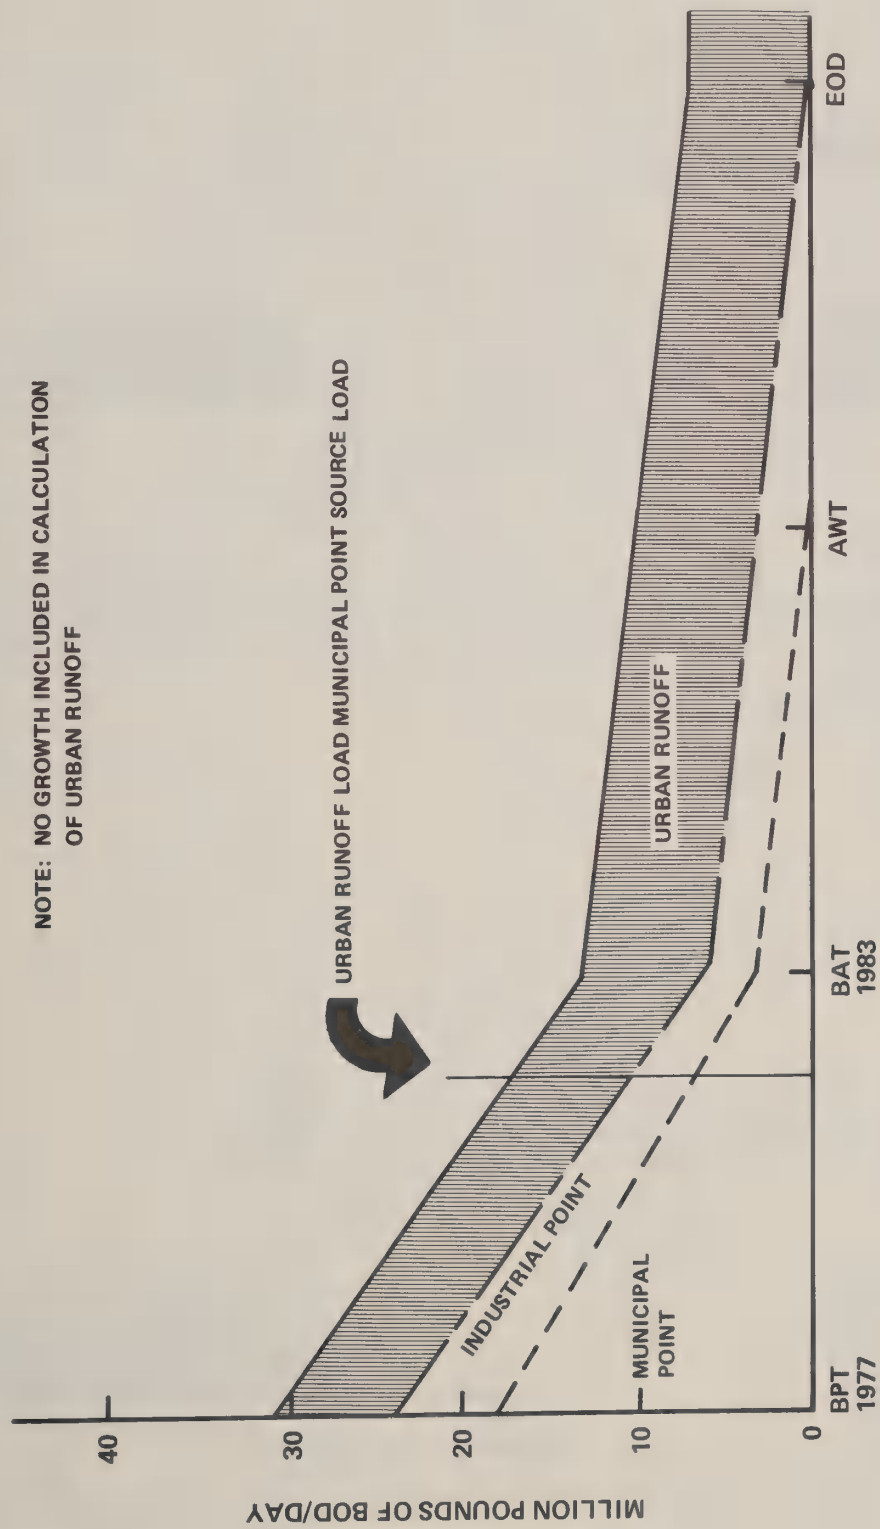 NOTE: NO GROWTH INCLUDED IN CALCULATION
OF URBAN RUNOFF
URBAN RUNOFF LOAD MUNICIPAL POINT SOURCE LOAD
MILLION POUNDS OF BOD/DAY
40
30
20
10
0
INDUSTRIAL POINT
MUNICIPAL
POINT
URBAN RUNOFF
BPT
1977
BAT
1983
AWT
EOD